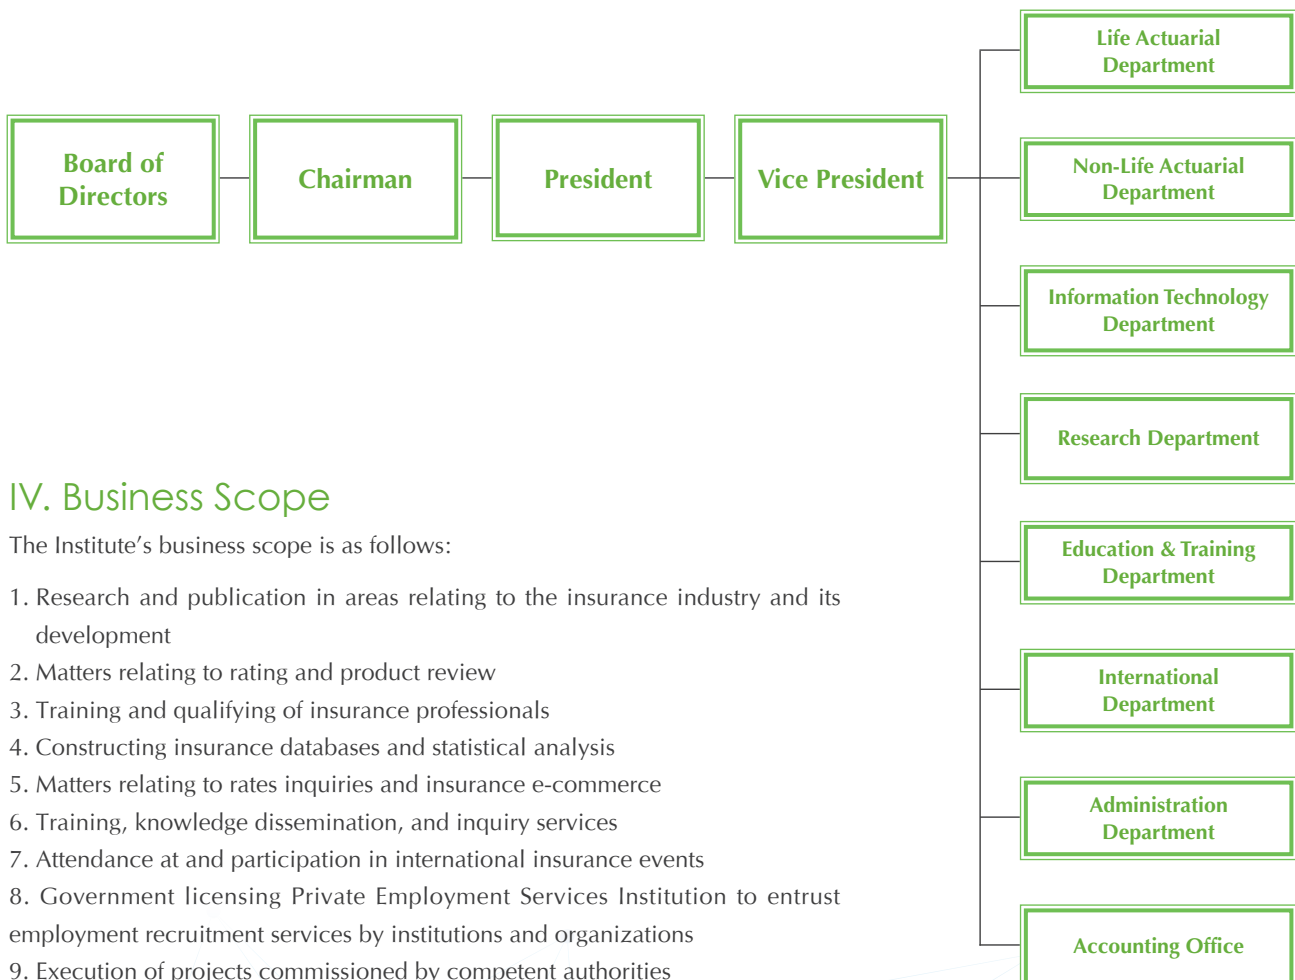 Board of
Directors
Chairman
President
Vice President
Life Actuarial
Department
Non-Life Actuarial
Department
Information Technology
Department
Research Department
Education & Training
Department
International
Department
Administration
Department
Accounting Office
IV. Business Scope
The Institute’s business scope is as follows:
1. Research and publication in areas relating to the insurance industry and its
development
2. Matters relating to rating and product review
3. Training and qualifying of insurance professionals
4. Constructing insurance databases and statistical analysis
5. Matters relating to rates inquiries and insurance e-commerce
6. Training, knowledge dissemination, and inquiry services
7. Attendance at and participation in international insurance events
8. Government licensing Private Employment Services Institution to entrust
employment recruitment services by institutions and organizations
9. Execution of projects commissioned by competent authorities